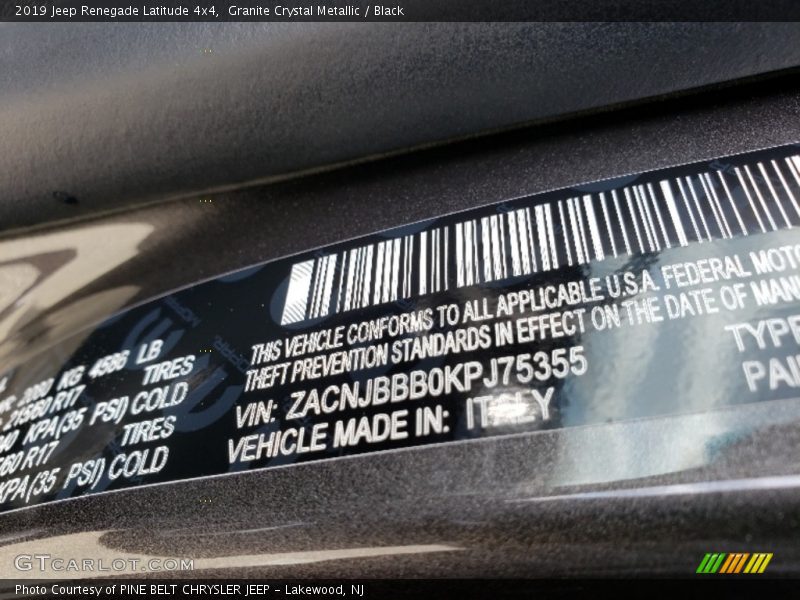 2019 Jeep Renegade Latitude 4x4, Granite Crystal Metallic / Black
2080 KG 4586 LB
TIRES
R17
KPA (35 PSI) COLD
TIRES
60 R17
KPA (35 PSI) COLD
THIS VEHICLE CONFORMS TO ALL APPLICABLE U.S.A. FEDERAL
THEFT PREVENTION STANDARDS IN EFFECT ON THE DATE OF
VIN: ZACNJBBB0KPJ75355
VEHICLE MADE IN: ITALY
TYPE
GTCARLOT.COM
Photo Courtesy of PINE BELT CHRYSLER JEEP - Lakewood, NJ